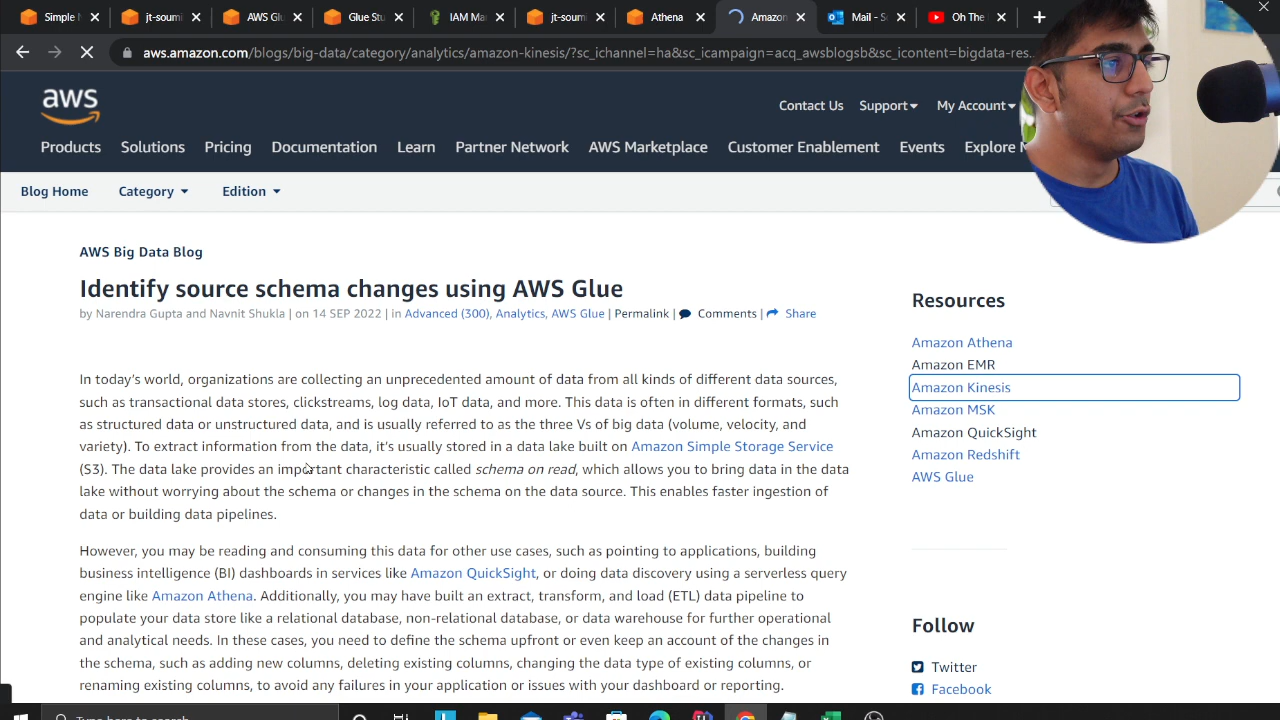 Simple M
jt-soumi
AWS Glu
Glue Stu
IAM Ma
jt-soum
Athena
Amazon
Mail - S
Oh The
aws.amazon.com/blogs/big-data/category/analytics/amazon-kinesis/?sc_ichannel=ha&sc_icampaign=acq_awsblogsb&sc_icontent=bigdata-res...
aws
Contact Us Support My Account
Products Solutions Pricing Documentation Learn Partner Network AWS Marketplace Customer Enablement Events Explore M
Blog Home Category Edition
AWS Big Data Blog
Identify source schema changes using AWS Glue
by Narendra Gupta and Navnit Shukla | on 14 SEP 2022 | in Advanced (300), Analytics, AWS Glue | Permalink | Comments | Share
In today's world, organizations are collecting an unprecedented amount of data from all kinds of different data sources,
such as transactional data stores, clickstreams, log data, IoT data, and more. This data is often in different formats, such
as structured data or unstructured data, and is usually referred to as the three Vs of big data (volume, velocity, and
variety). To extract information from the data, it's usually stored in a data lake built on Amazon Simple Storage Service
(S3). The data lake provides an important characteristic called schema on read, which allows you to bring data in the data
lake without worrying about the schema or changes in the schema on the data source. This enables faster ingestion of
data or building data pipelines.
However, you may be reading and consuming this data for other use cases, such as pointing to applications, building
business intelligence (BI) dashboards in services like Amazon QuickSight, or doing data discovery using a serverless query
engine like Amazon Athena. Additionally, you may have built an extract, transform, and load (ETL) data pipeline to
populate your data store like a relational database, non-relational database, or data warehouse for further operational
and analytical needs. In these cases, you need to define the schema upfront or even keep an account of the changes in
the schema, such as adding new columns, deleting existing columns, changing the data type of existing columns, or
renaming existing columns, to avoid any failures in your application or issues with your dashboard or reporting.
Resources
Amazon Athena
Amazon EMR
Amazon Kinesis
Amazon MSK
Amazon QuickSight
Amazon Redshift
AWS Glue
Follow
Twitter
Facebook
Type here to search